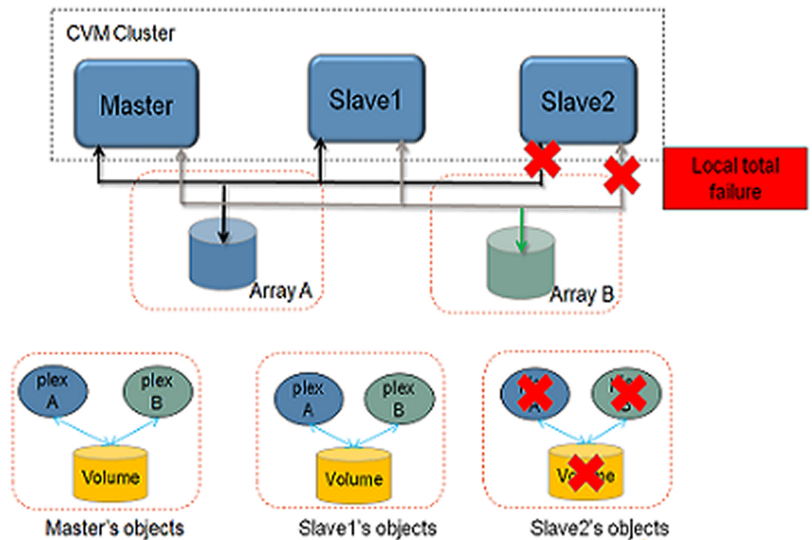 CVM Cluster
Master
Slave1
Slave2
Local total
failure
Array A
Array B
plex
A
plex
B
plex
A
plex
B
A
B
Volume
Volume
Master's objects
Slave1's objects
Slave2's objects